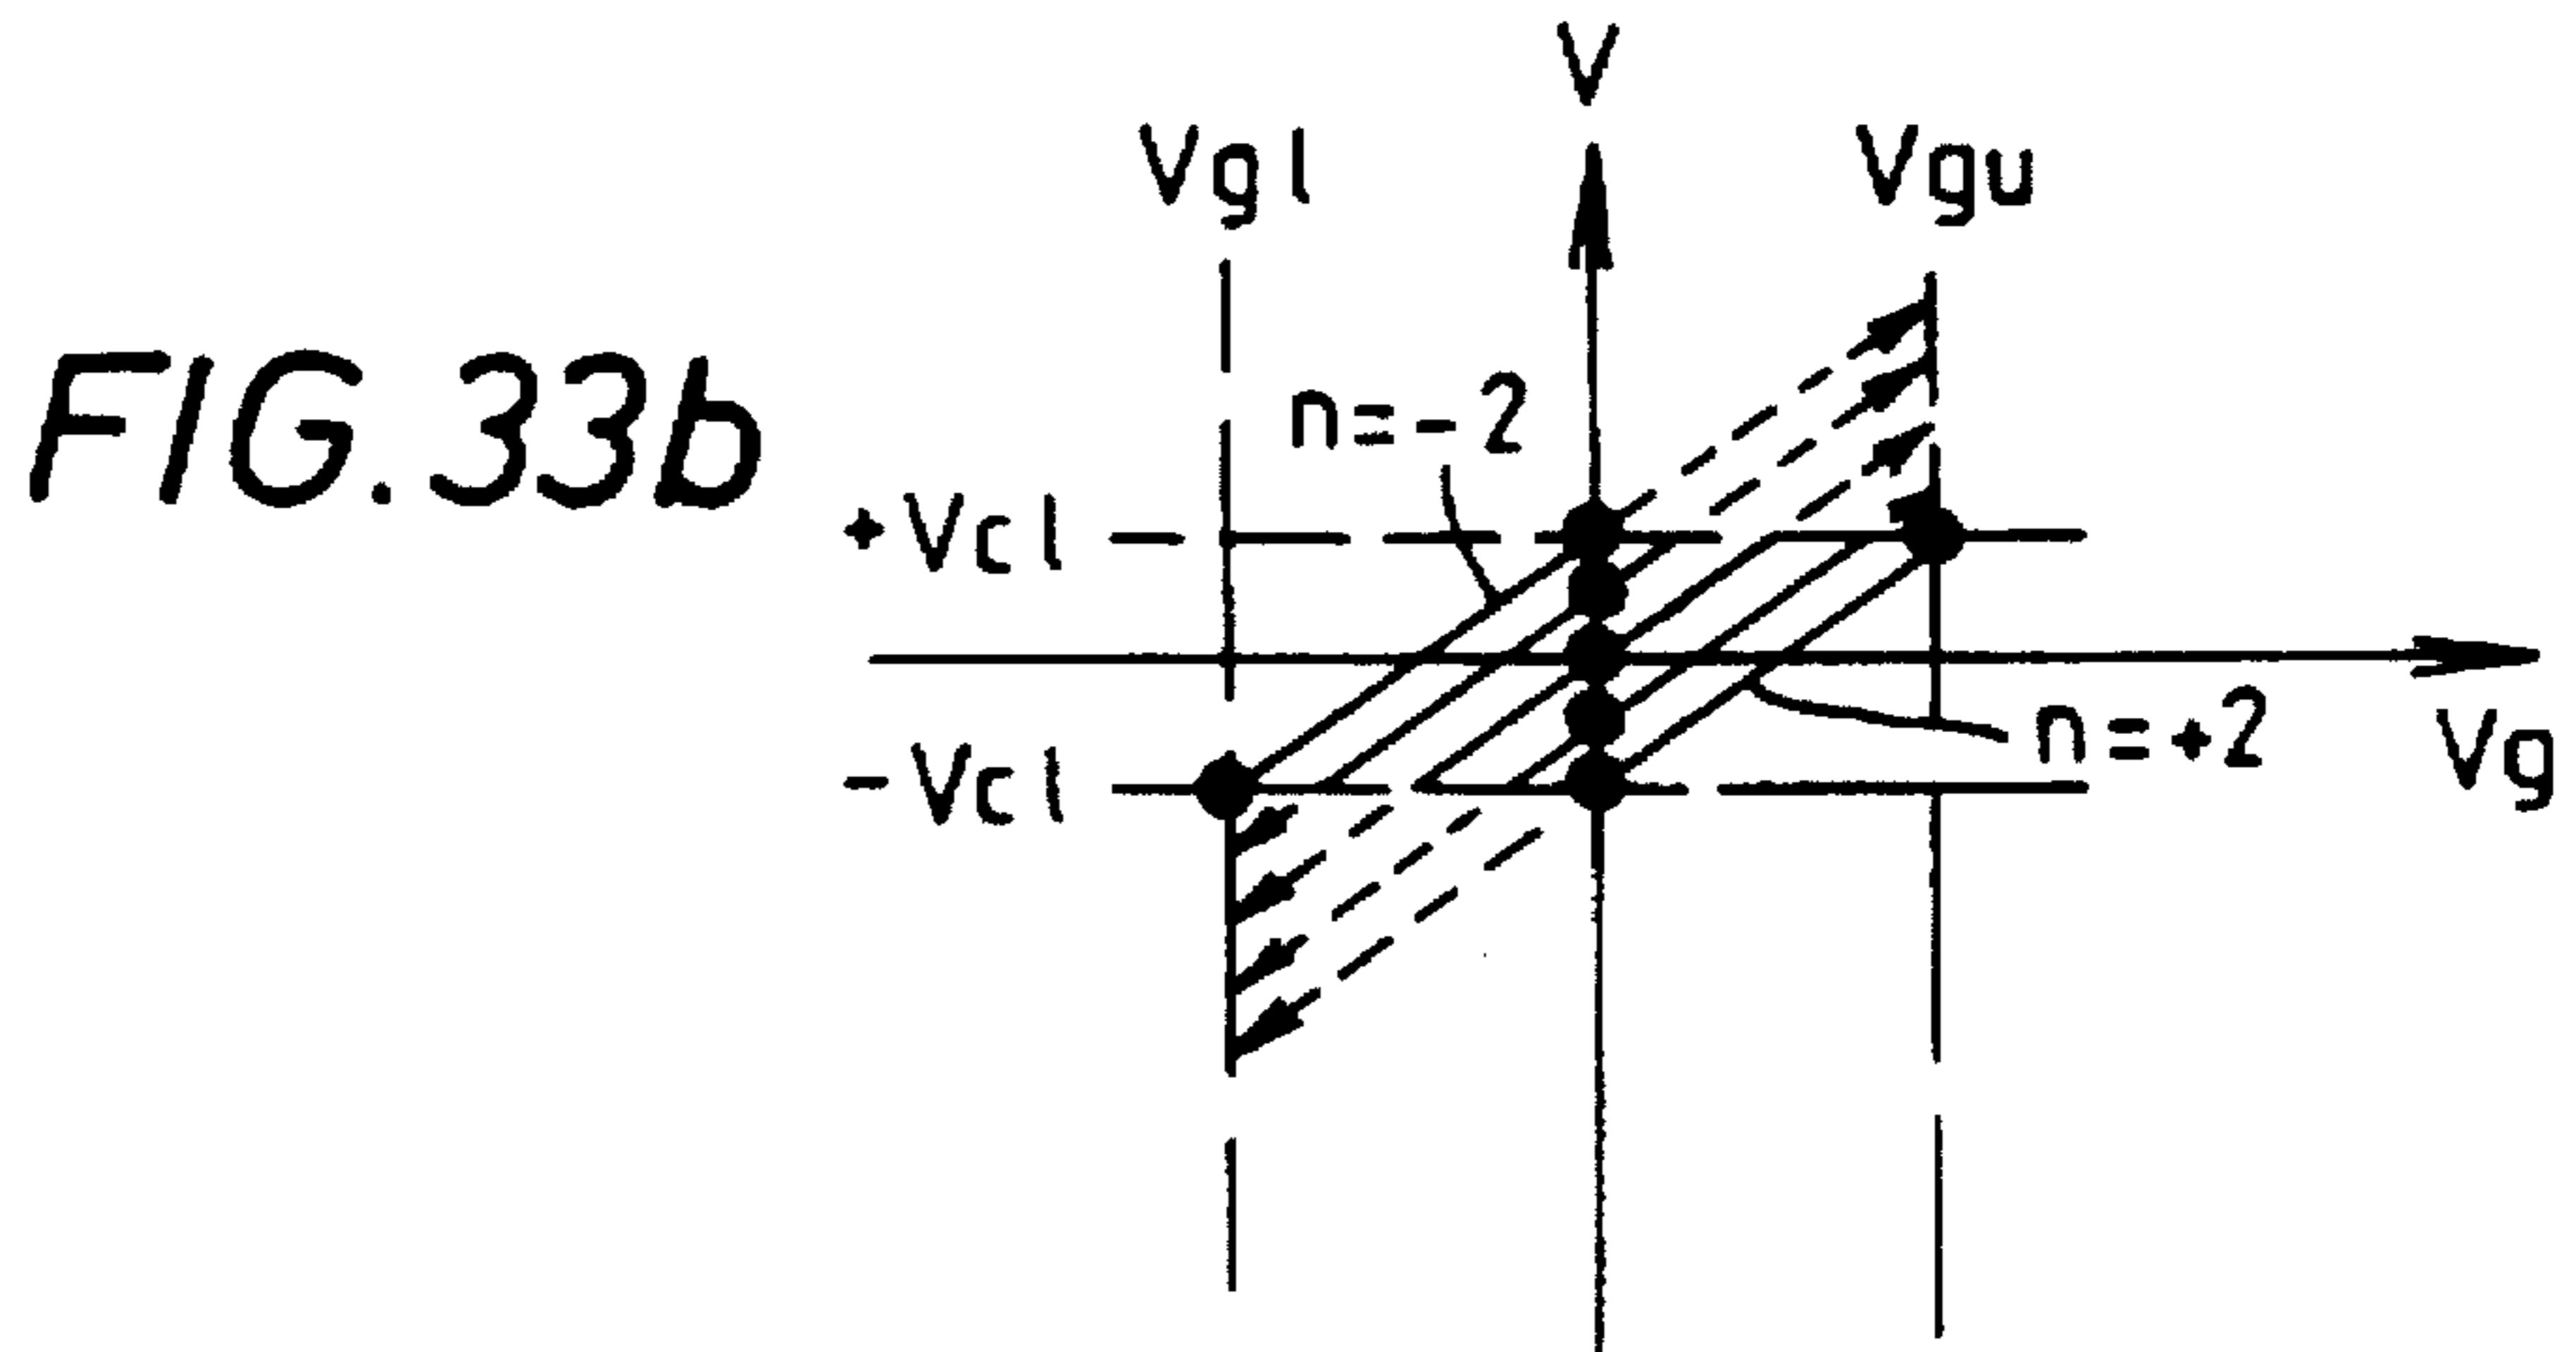 FIG.33b
V
Vgl
Vgu
n=-2
+Vcl
-Vcl
n=+2
Vg